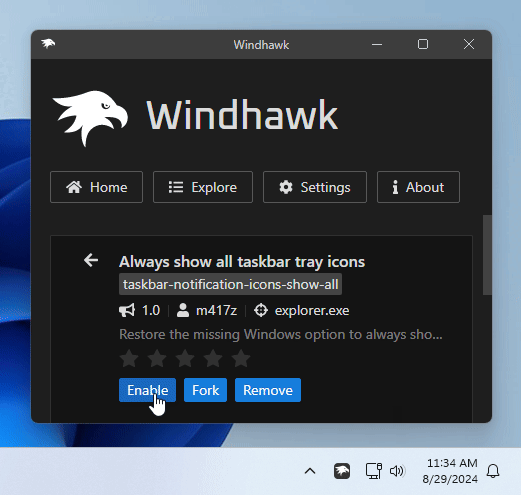 Windhawk
Windhawk
Home Explore Settings About
Always show all taskbar tray icons
taskbar-notification-icons-show-all
1.0 m417z explorer.exe
Restore the missing Windows option to always sho...
Enable Fork Remove
11:34 AM
8/29/2024